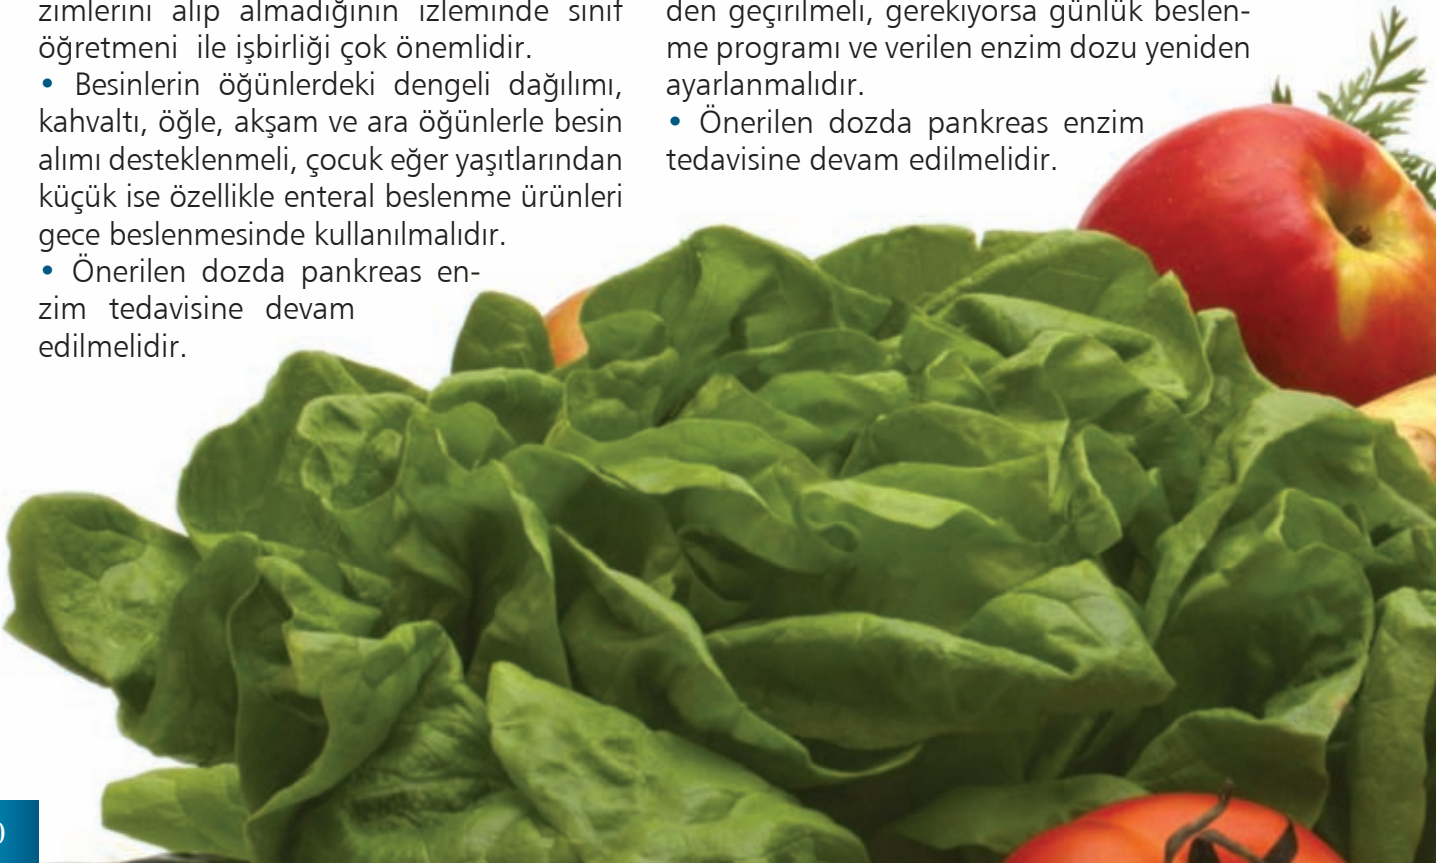 zimlerini alıp almadığının izleminde sınıf
öğretmeni ile işbirliği çok önemlidir.
• Besinlerin öğünlerdeki dengeli dağılımı,
kahvaltı, öğle, akşam ve ara öğünlerle besin
alımı desteklenmeli, çocuk eğer yaşıtlarından
küçük ise özellikle enteral beslenme ürünleri
gece beslenmesinde kullanılmalıdır.
• Önerilen dozda pankreas en-
zim tedavisine devam
edilmelidir.
den geçirilmeli, gerekiyorsa günlük beslen-
me programı ve verilen enzim dozu yeniden
ayarlanmalıdır.
• Önerilen dozda pankreas enzim
tedavisine devam edilmelidir.